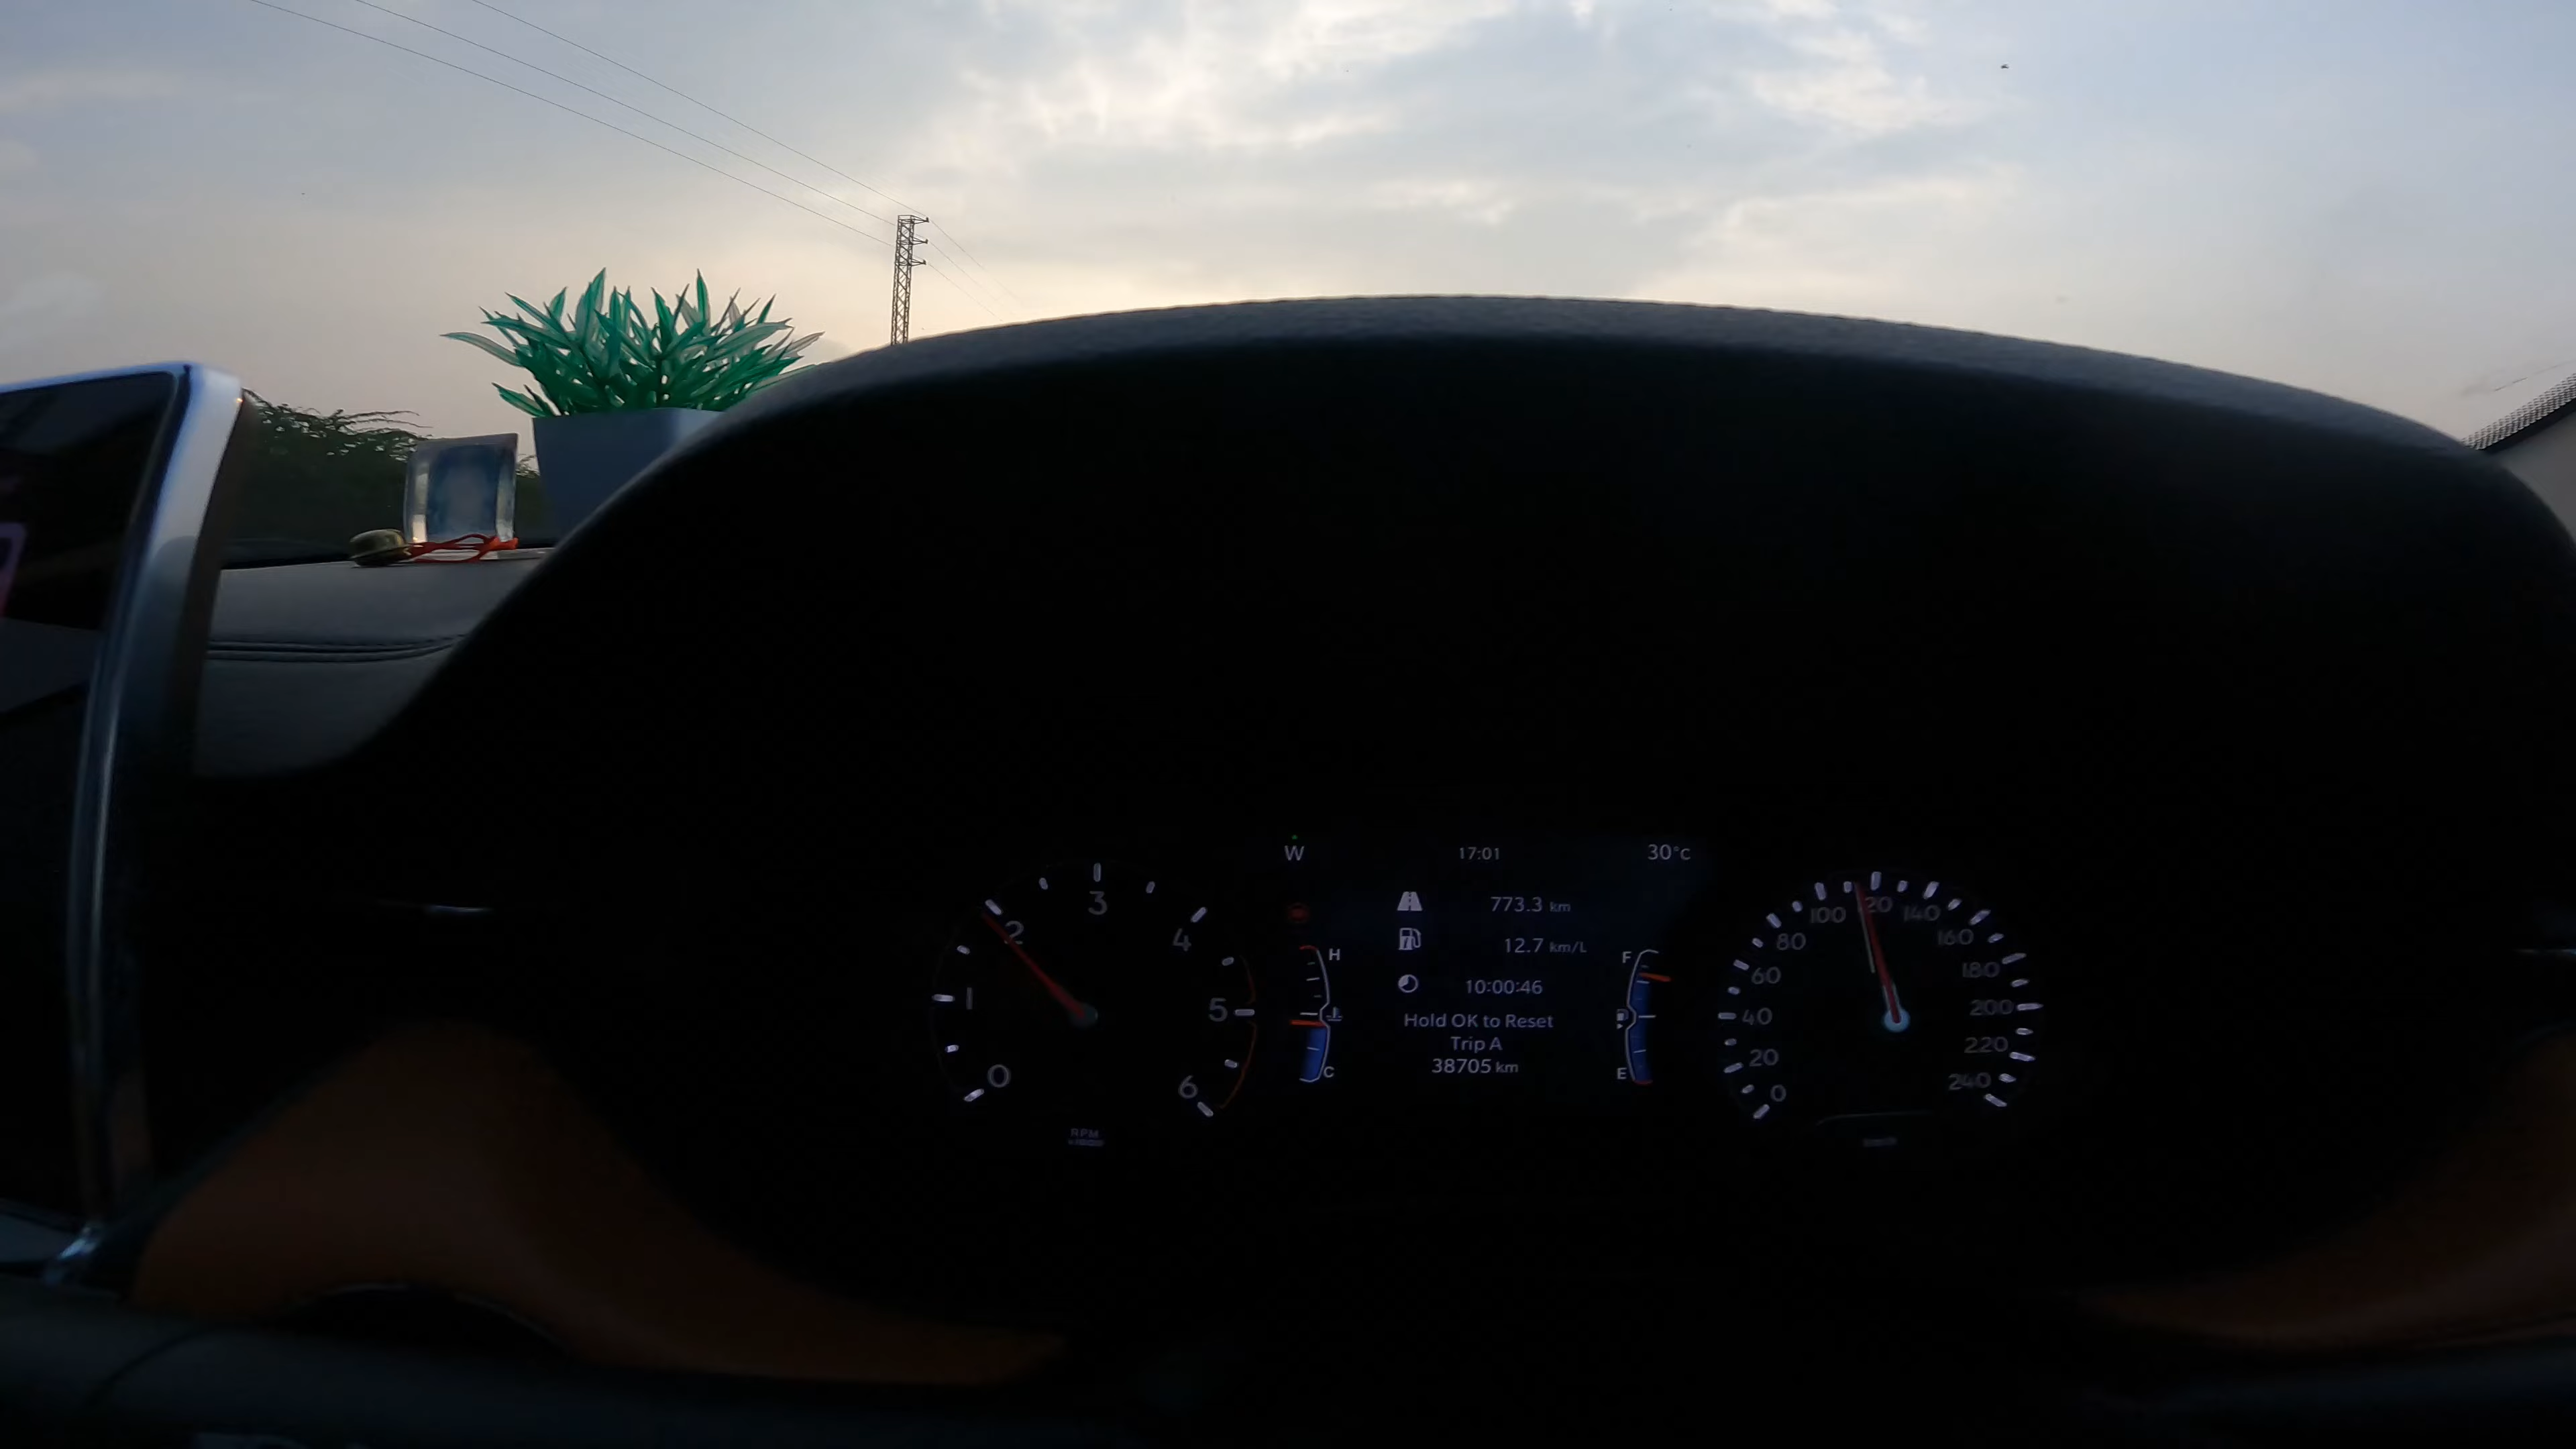 W 17:01 30°c
773.3 km
12.7 km/L
10:00:46
Hold OK to Reset
Trip A
38705 km
H
C
F
E
0 1 2 3 4 5 6
RPM
0 20 40 60 80 100 120 140 160 180 200 220 240